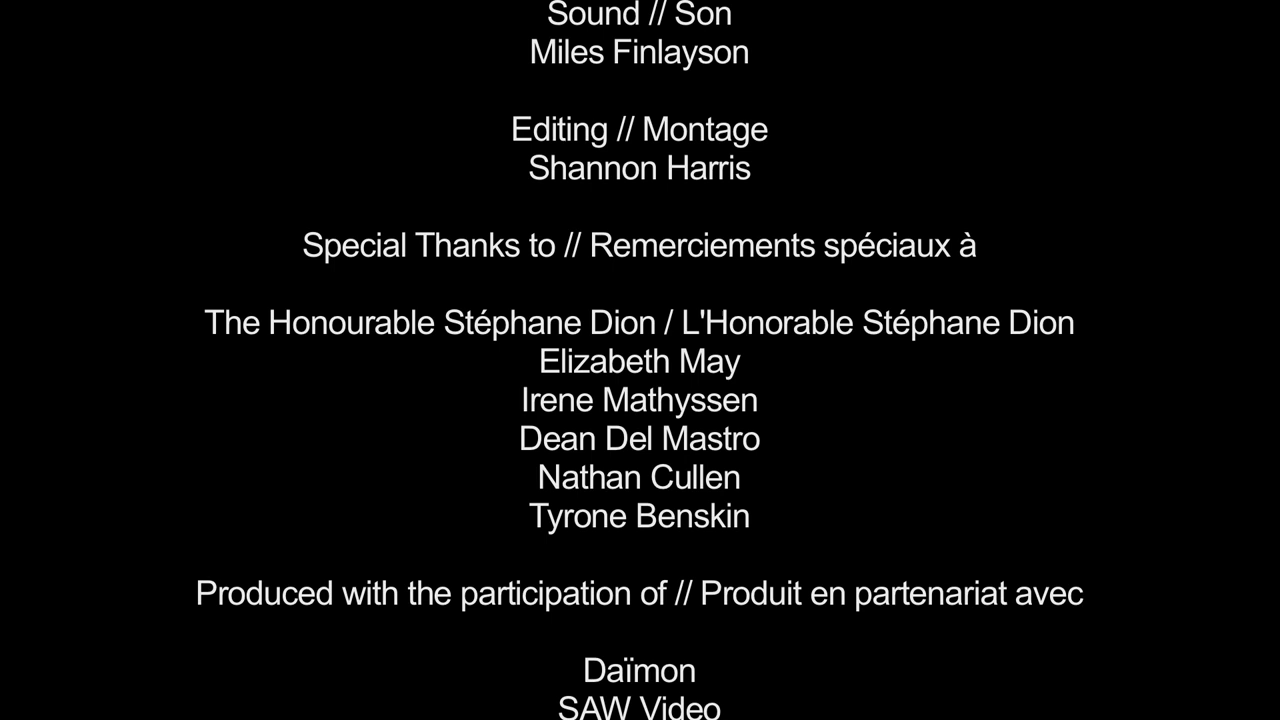 Sound // Son
Miles Finlayson
Editing // Montage
Shannon Harris
Special Thanks to // Remerciements spéciaux à
The Honourable Stéphane Dion / L'Honorable Stéphane Dion
Elizabeth May
Irene Mathyssen
Dean Del Mastro
Nathan Cullen
Tyrone Benskin
Produced with the participation of // Produit en partenariat avec
Daïmon
SAW Video